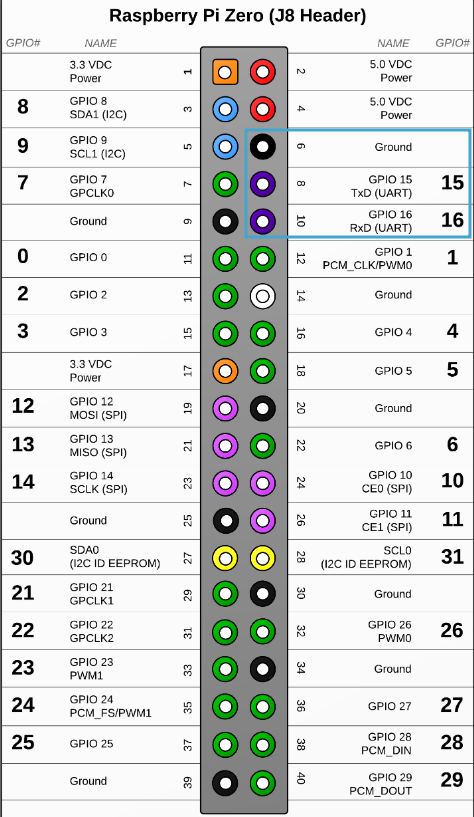 Raspberry Pi Zero (J8 Header)
GPIO# NAME NAME GPIO#
3.3 VDC
Power
1
2
5.0 VDC
Power
8
GPIO 8
SDA1 (I2C)
3
4
5.0 VDC
Power
9
GPIO 9
SCL1 (I2C)
5
6
Ground
7
GPIO 7
GPCLK0
7
8
GPIO 15
TxD (UART)
15
Ground
9
10
GPIO 16
RxD (UART)
16
0
GPIO 0
11
12
GPIO 1
PCM_CLK/PWM0
1
2
GPIO 2
13
14
Ground
3
GPIO 3
15
16
GPIO 4
4
3.3 VDC
Power
17
18
GPIO 5
5
12
GPIO 12
MOSI (SPI)
19
20
Ground
13
GPIO 13
MISO (SPI)
21
22
GPIO 6
6
14
GPIO 14
SCLK (SPI)
23
24
GPIO 10
CE0 (SPI)
10
Ground
25
26
GPIO 11
CE1 (SPI)
11
30
SDA0
(I2C ID EEPROM)
27
28
SCL0
(I2C ID EEPROM)
31
21
GPIO 21
GPCLK1
29
30
Ground
22
GPIO 22
GPCLK2
31
32
GPIO 26
PWM0
26
23
GPIO 23
PWM1
33
34
Ground
24
GPIO 24
PCM_FS/PWM1
35
36
GPIO 27
27
25
GPIO 25
37
38
GPIO 28
PCM_DIN
28
Ground
39
40
GPIO 29
PCM_DOUT
29